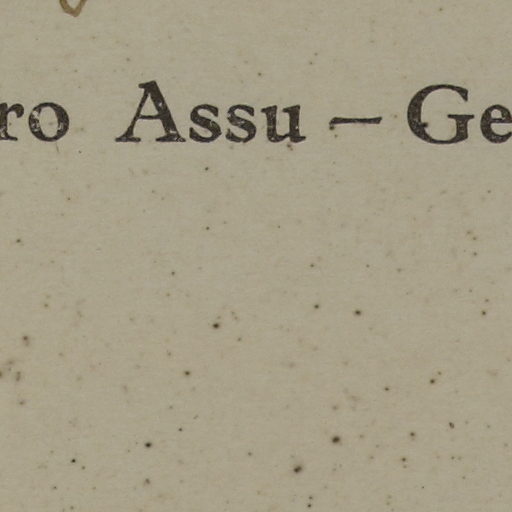 ro Assu – Ge